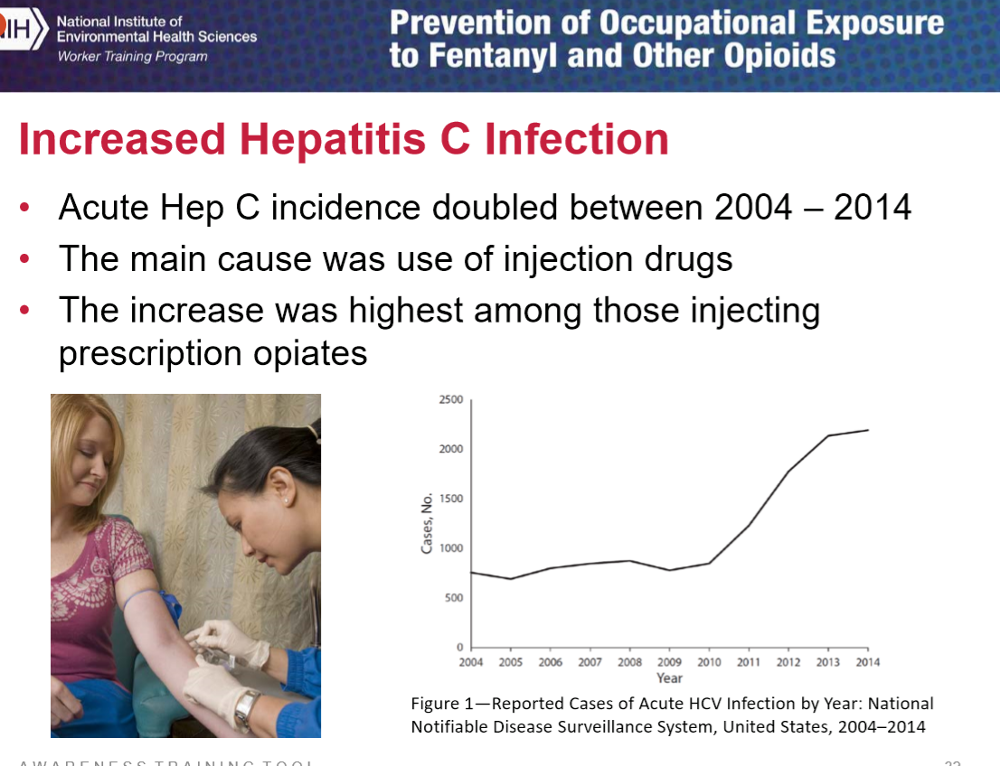 NIH
National Institute of
Environmental Health Sciences
Worker Training Program
Prevention of Occupational Exposure
to Fentanyl and Other Opioids
Increased Hepatitis C Infection
• Acute Hep C incidence doubled between 2004 – 2014
• The main cause was use of injection drugs
• The increase was highest among those injecting
prescription opiates
Cases, No.
2500
2000
1500
1000
500
0
2004 2005 2006 2007 2008 2009 2010 2011 2012 2013 2014
Year
Figure 1—Reported Cases of Acute HCV Infection by Year: National
Notifiable Disease Surveillance System, United States, 2004–2014
AWARENESS TRAINING TOOL